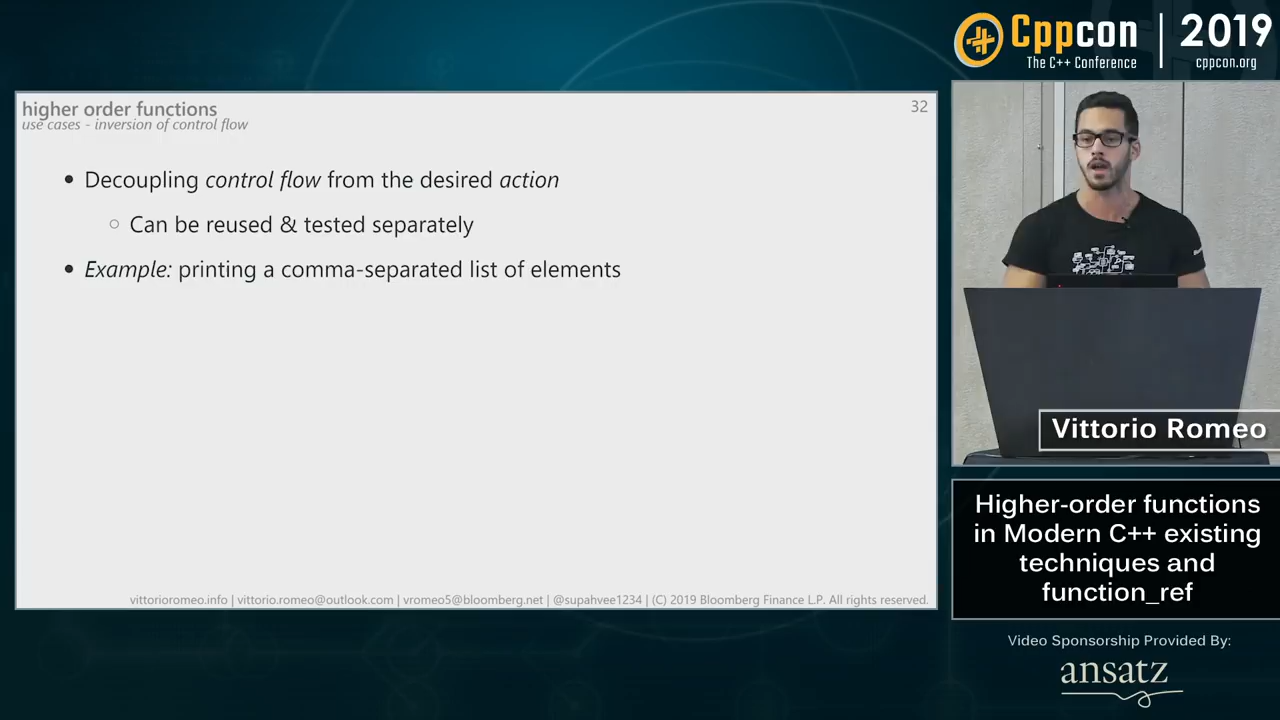 Cppcon | 2019
The C++ Conference
cppcon.org
higher order functions
use cases - inversion of control flow
32
• Decoupling control flow from the desired action
○ Can be reused & tested separately
• Example: printing a comma-separated list of elements
vittorioromeo.info | vittorio.romeo@outlook.com | vromeo5@bloomberg.net | @supahvee1234 | (C) 2019 Bloomberg Finance L.P. All rights reserved.
Vittorio Romeo
Higher-order functions
in Modern C++ existing
techniques and
function_ref
Video Sponsorship Provided By:
ansatz